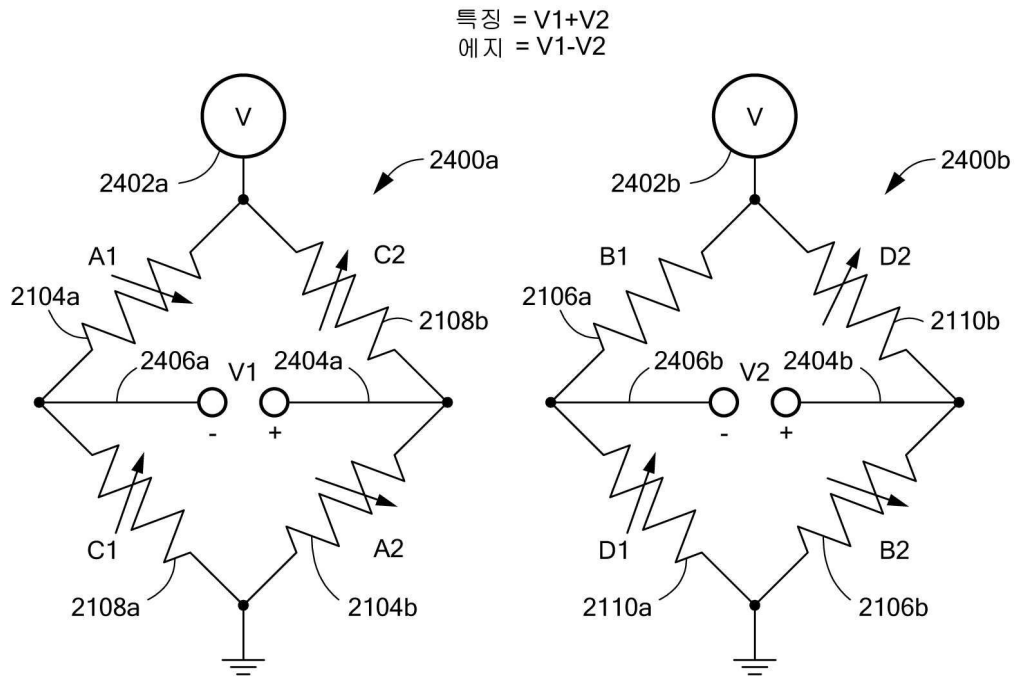 특징 = V1+V2
에지 = V1-V2
V
2402a
2400a
A1
C2
2104a
2108b
2406a
V1
2404a
-
+
C1
A2
2108a
2104b
V
2402b
2400b
B1
D2
2106a
2110b
2406b
V2
2404b
-
+
D1
B2
2110a
2106b